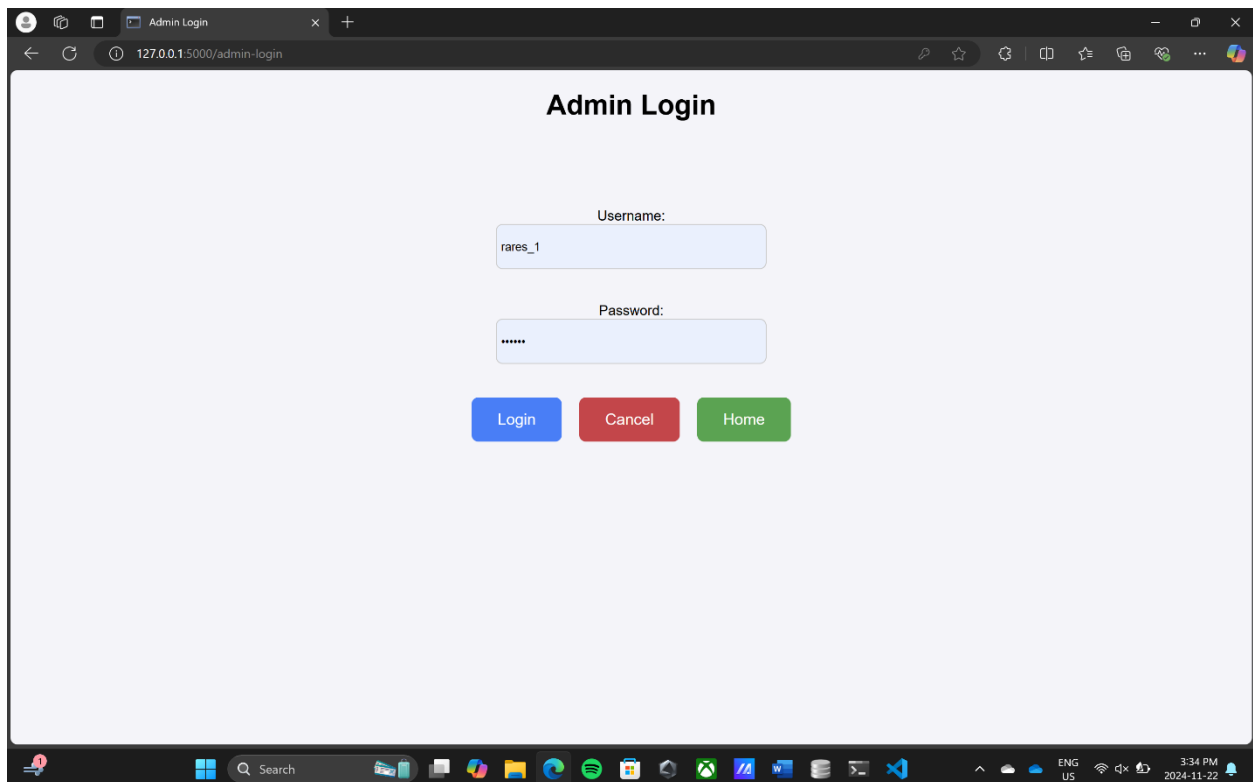 Admin Login
127.0.0.1:5000/admin-login
Admin Login
Username:
rares_1
Password:
••••••
Login Cancel Home
1
Search
W
ENG
US
3:34 PM
2024-11-22